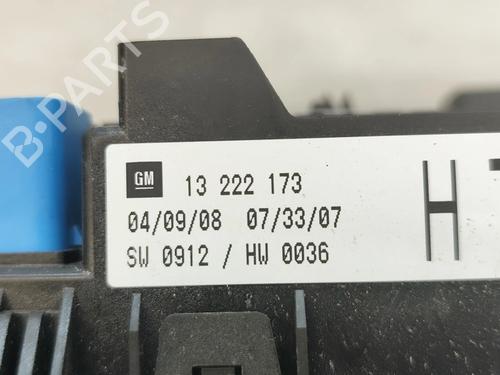 B-PARTS
GM 13 222 173
04/09/08 07/33/07
SW 0912 / HW 0036
H